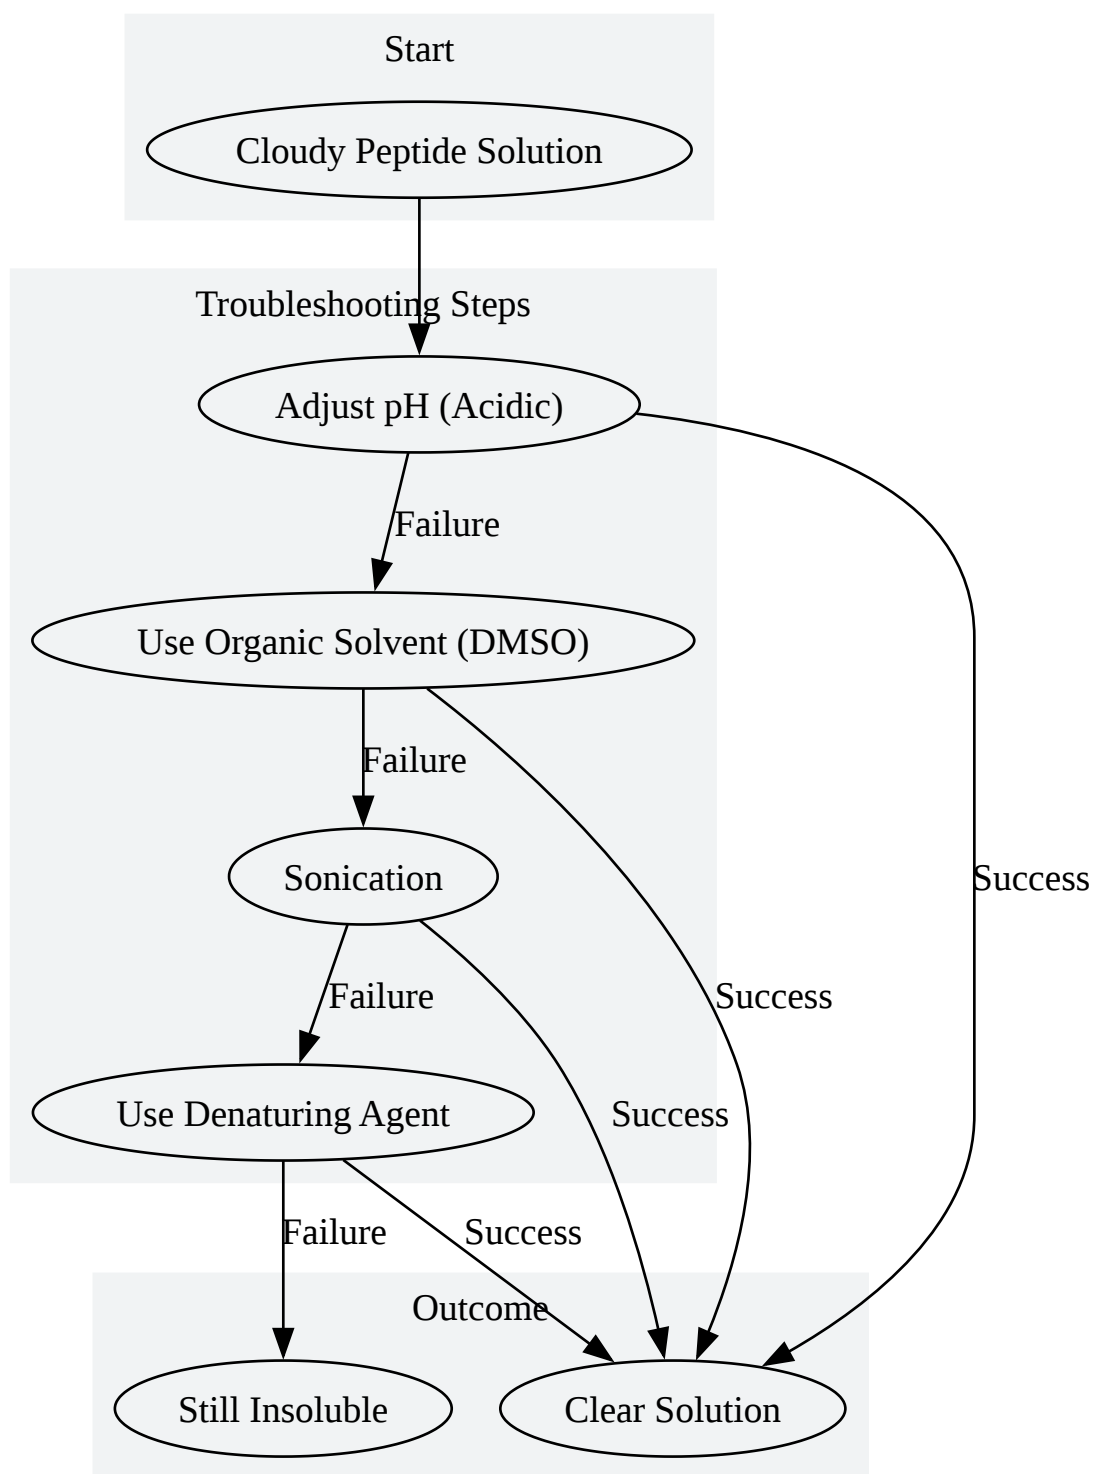 Start
Cloudy Peptide Solution
Troubleshooting Steps
Adjust pH (Acidic)
Failure
Use Organic Solvent (DMSO)
Failure
Sonication
Success
Failure
Success
Use Denaturing Agent
Success
Failure
Success
Outcome
Still Insoluble
Clear Solution